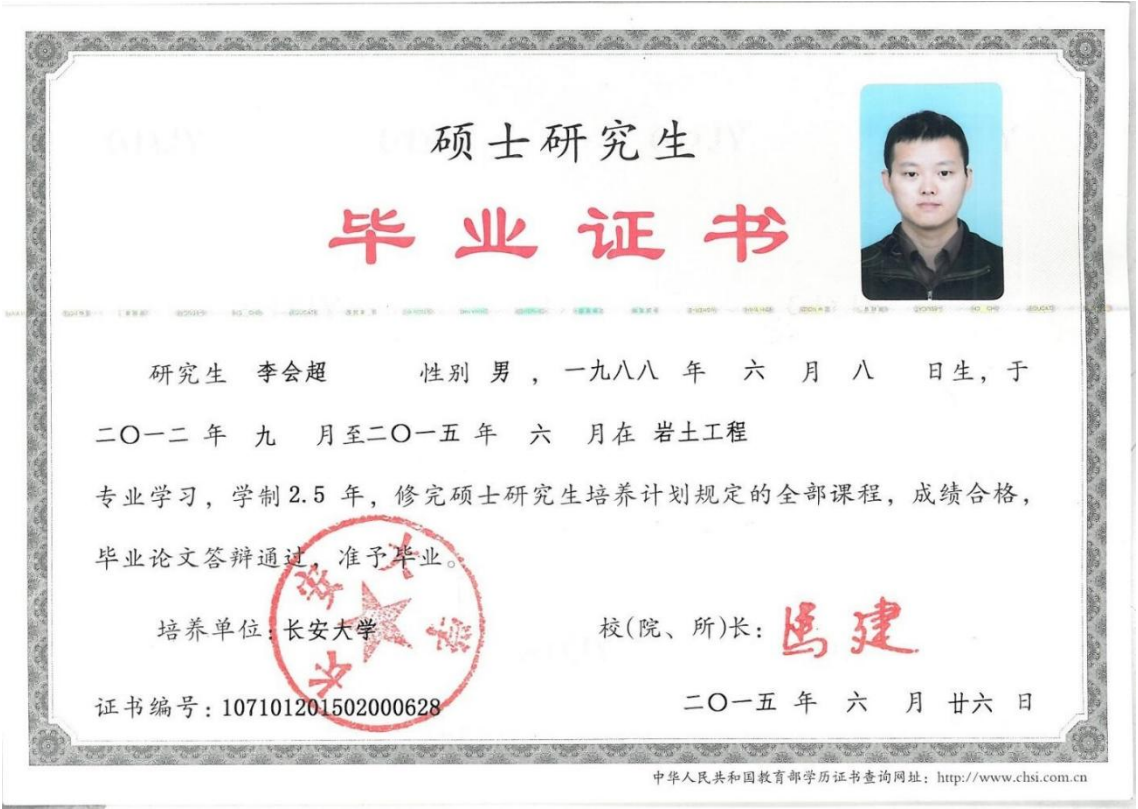 硕士研究生
毕业证书
研究生 李会超 性别 男 ，一九八八 年 六 月 八 日生，于
二〇一二 年 九 月至二〇一五 年 六 月在 岩土工程
专业学习，学制 2.5 年，修完硕士研究生培养计划规定的全部课程，成绩合格，
毕业论文答辩通过，准予毕业。
长安大学
培养单位：长安大学
校(院、所)长：马建
证书编号：107101201502000628
二〇一五 年 六 月 廿六 日
中华人民共和国教育部学历证书查询网址：http://www.chsi.com.cn